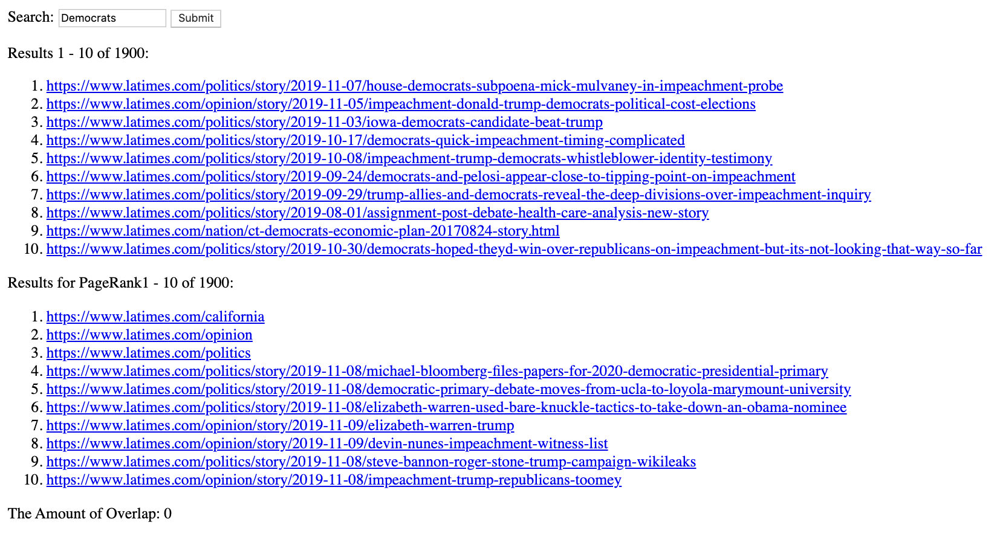 Search: Democrats Submit
Results 1 - 10 of 1900:
1. https://www.latimes.com/politics/story/2019-11-07/house-democrats-subpoena-mick-mulvaney-in-impeachment-probe
2. https://www.latimes.com/opinion/story/2019-11-05/impeachment-donald-trump-democrats-political-cost-elections
3. https://www.latimes.com/politics/story/2019-11-03/iowa-democrats-candidate-beat-trump
4. https://www.latimes.com/politics/story/2019-10-17/democrats-quick-impeachment-timing-complicated
5. https://www.latimes.com/politics/story/2019-10-08/impeachment-trump-democrats-whistleblower-identity-testimony
6. https://www.latimes.com/politics/story/2019-09-24/democrats-and-pelosi-appear-close-to-tipping-point-on-impeachment
7. https://www.latimes.com/politics/story/2019-09-29/trump-allies-and-democrats-reveal-the-deep-divisions-over-impeachment-inquiry
8. https://www.latimes.com/politics/story/2019-08-01/assignment-post-debate-health-care-analysis-new-story
9. https://www.latimes.com/nation/ct-democrats-economic-plan-20170824-story.html
10. https://www.latimes.com/politics/story/2019-10-30/democrats-hoped-theyd-win-over-republicans-on-impeachment-but-its-not-looking-that-way-so-far
Results for PageRank1 - 10 of 1900:
1. https://www.latimes.com/california
2. https://www.latimes.com/opinion
3. https://www.latimes.com/politics
4. https://www.latimes.com/politics/story/2019-11-08/michael-bloomberg-files-papers-for-2020-democratic-presidential-primary
5. https://www.latimes.com/politics/story/2019-11-08/democratic-primary-debate-moves-from-ucla-to-loyola-marymount-university
6. https://www.latimes.com/politics/story/2019-11-08/elizabeth-warren-used-bare-knuckle-tactics-to-take-down-an-obama-nominee
7. https://www.latimes.com/opinion/story/2019-11-09/elizabeth-warren-trump
8. https://www.latimes.com/opinion/story/2019-11-09/devin-nunes-impeachment-witness-list
9. https://www.latimes.com/politics/story/2019-11-08/steve-bannon-roger-stone-trump-campaign-wikileaks
10. https://www.latimes.com/opinion/story/2019-11-08/impeachment-trump-republicans-toomey
The Amount of Overlap: 0